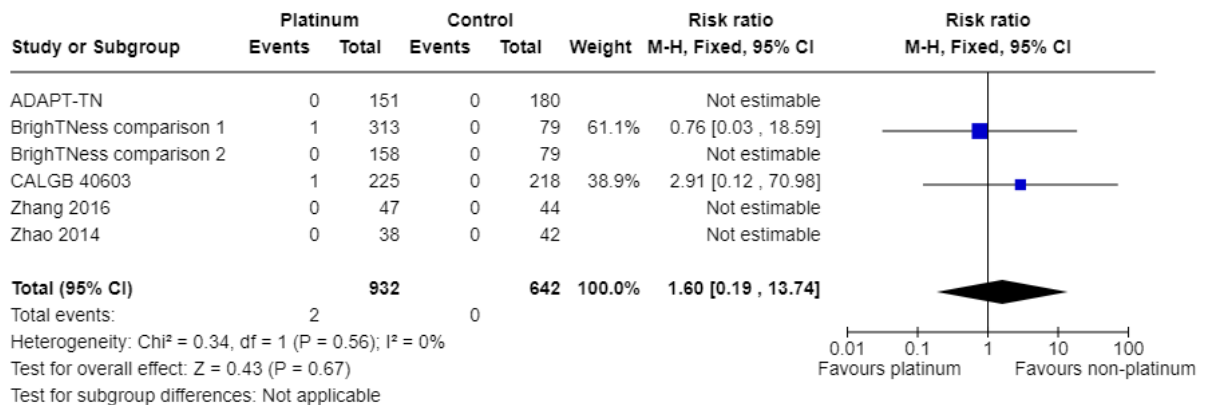 Platinum Control Risk ratio Risk ratio
Study or Subgroup Events Total Events Total Weight M-H, Fixed, 95% CI M-H, Fixed, 95% CI
ADAPT-TN 0 151 0 180 Not estimable
BrighTNess comparison 1 1 313 0 79 61.1% 0.76 [0.03 , 18.59]
BrighTNess comparison 2 0 158 0 79 Not estimable
CALGB 40603 1 225 0 218 38.9% 2.91 [0.12 , 70.98]
Zhang 2016 0 47 0 44 Not estimable
Zhao 2014 0 38 0 42 Not estimable
Total (95% CI) 932 642 100.0% 1.60 [0.19 , 13.74]
Total events: 2 0
Heterogeneity: Chi² = 0.34, df = 1 (P = 0.56); I² = 0%
Test for overall effect: Z = 0.43 (P = 0.67)
Test for subgroup differences: Not applicable
0.01 0.1 1 10 100
Favours platinum Favours non-platinum